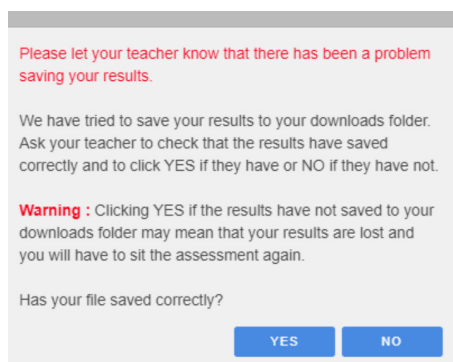 Please let your teacher know that there has been a problem
saving your results.
We have tried to save your results to your downloads folder.
Ask your teacher to check that the results have saved
correctly and to click YES if they have or NO if they have not.
Warning : Clicking YES if the results have not saved to your
downloads folder may mean that your results are lost and
you will have to sit the assessment again.
Has your file saved correctly?
YES NO